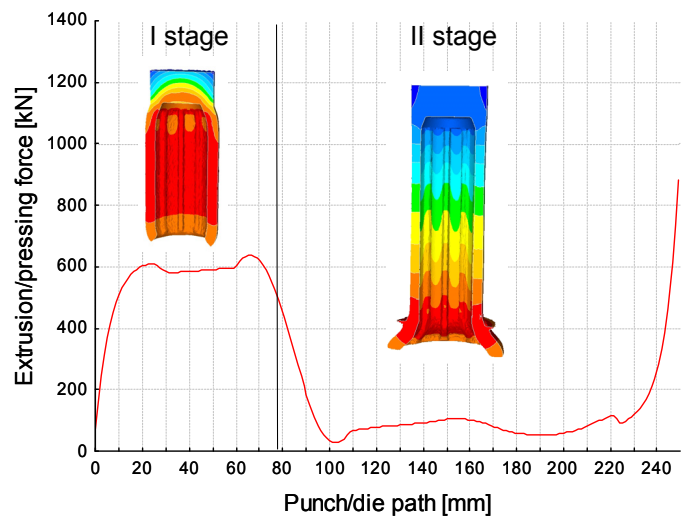 I stage
II stage
Extrusion/pressing force [kN]
1400
1200
1000
800
600
400
200
0
0 20 40 60 80 100 120 140 160 180 200 220 240
Punch/die path [mm]